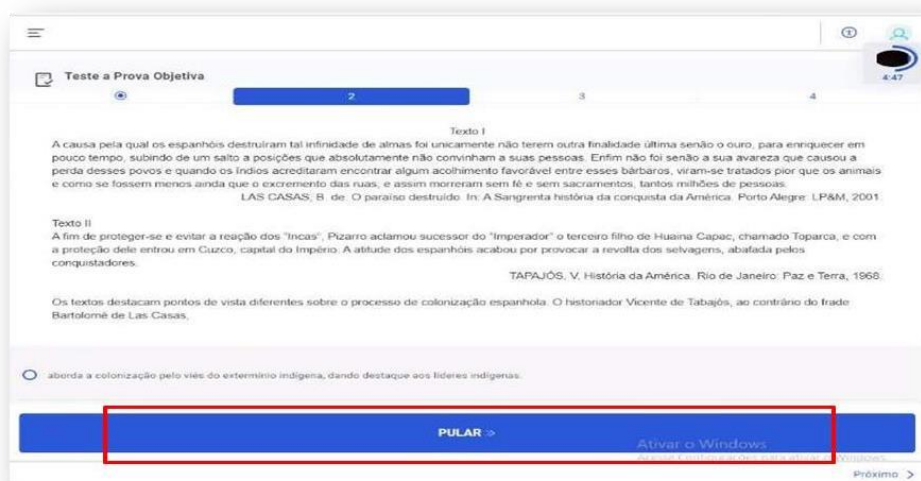 Teste a Prova Objetiva
4:47
2
3
4
Texto I
A causa pela qual os espanhóis destruíram tal infinidade de almas foi unicamente não terem outra finalidade última senão o ouro, para enriquecer em
pouco tempo, subindo de um salto a posições que absolutamente não convinham a suas pessoas. Enfim não foi senão a sua avareza que causou a
perda desses povos e quando os índios acreditaram encontrar algum acolhimento favorável entre esses bárbaros, viram-se tratados pior que os animais
e como se fossem menos ainda que o excremento das ruas; e assim morreram sem fé e sem sacramentos, tantos milhões de pessoas.
LAS CASAS, B. de. O paraíso destruído. In: A Sangrenta história da conquista da América. Porto Alegre: LP&M, 2001.
Texto II
A fim de proteger-se e evitar a reação dos "Incas", Pizarro aclamou sucessor do "Imperador" o terceiro filho de Huaina Capac, chamado Toparca, e com
a proteção dele entrou em Cuzco, capital do Império. A atitude dos espanhóis acabou por provocar a revolta dos selvagens, abafada pelos
conquistadores.
TAPAJÓS, V. História da América. Rio de Janeiro: Paz e Terra, 1968.
Os textos destacam pontos de vista diferentes sobre o processo de colonização espanhola. O historiador Vicente de Tabajós, ao contrário do frade
Bartolomé de Las Casas,
aborda a colonização pelo viés do extermínio indígena, dando destaque aos líderes indígenas.
PULAR »
Ativar o Windows
Acesse Configurações para ativar o Windows.
Próximo >